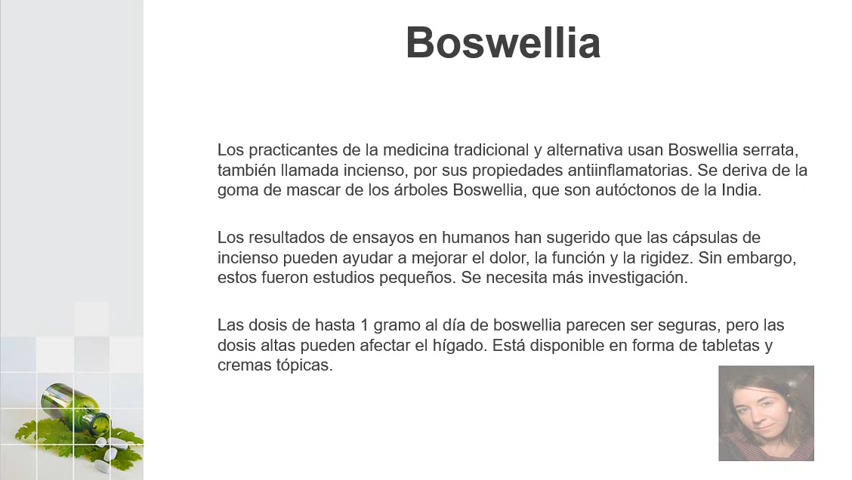 Boswellia
Los practicantes de la medicina tradicional y alternativa usan Boswellia serrata,
también llamada incienso, por sus propiedades antiinflamatorias. Se deriva de la
goma de mascar de los árboles Boswellia, que son autóctonos de la India.
Los resultados de ensayos en humanos han sugerido que las cápsulas de
incienso pueden ayudar a mejorar el dolor, la función y la rigidez. Sin embargo,
estos fueron estudios pequeños. Se necesita más investigación.
Las dosis de hasta 1 gramo al día de boswellia parecen ser seguras, pero las
dosis altas pueden afectar el hígado. Está disponible en forma de tabletas y
cremas tópicas.